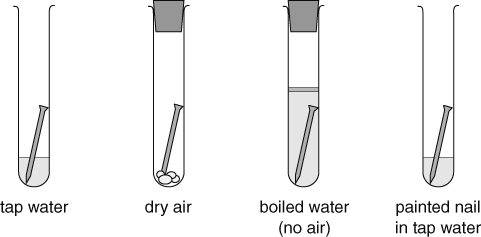 tap water
dry air
boiled water
(no air)
painted nail
in tap water